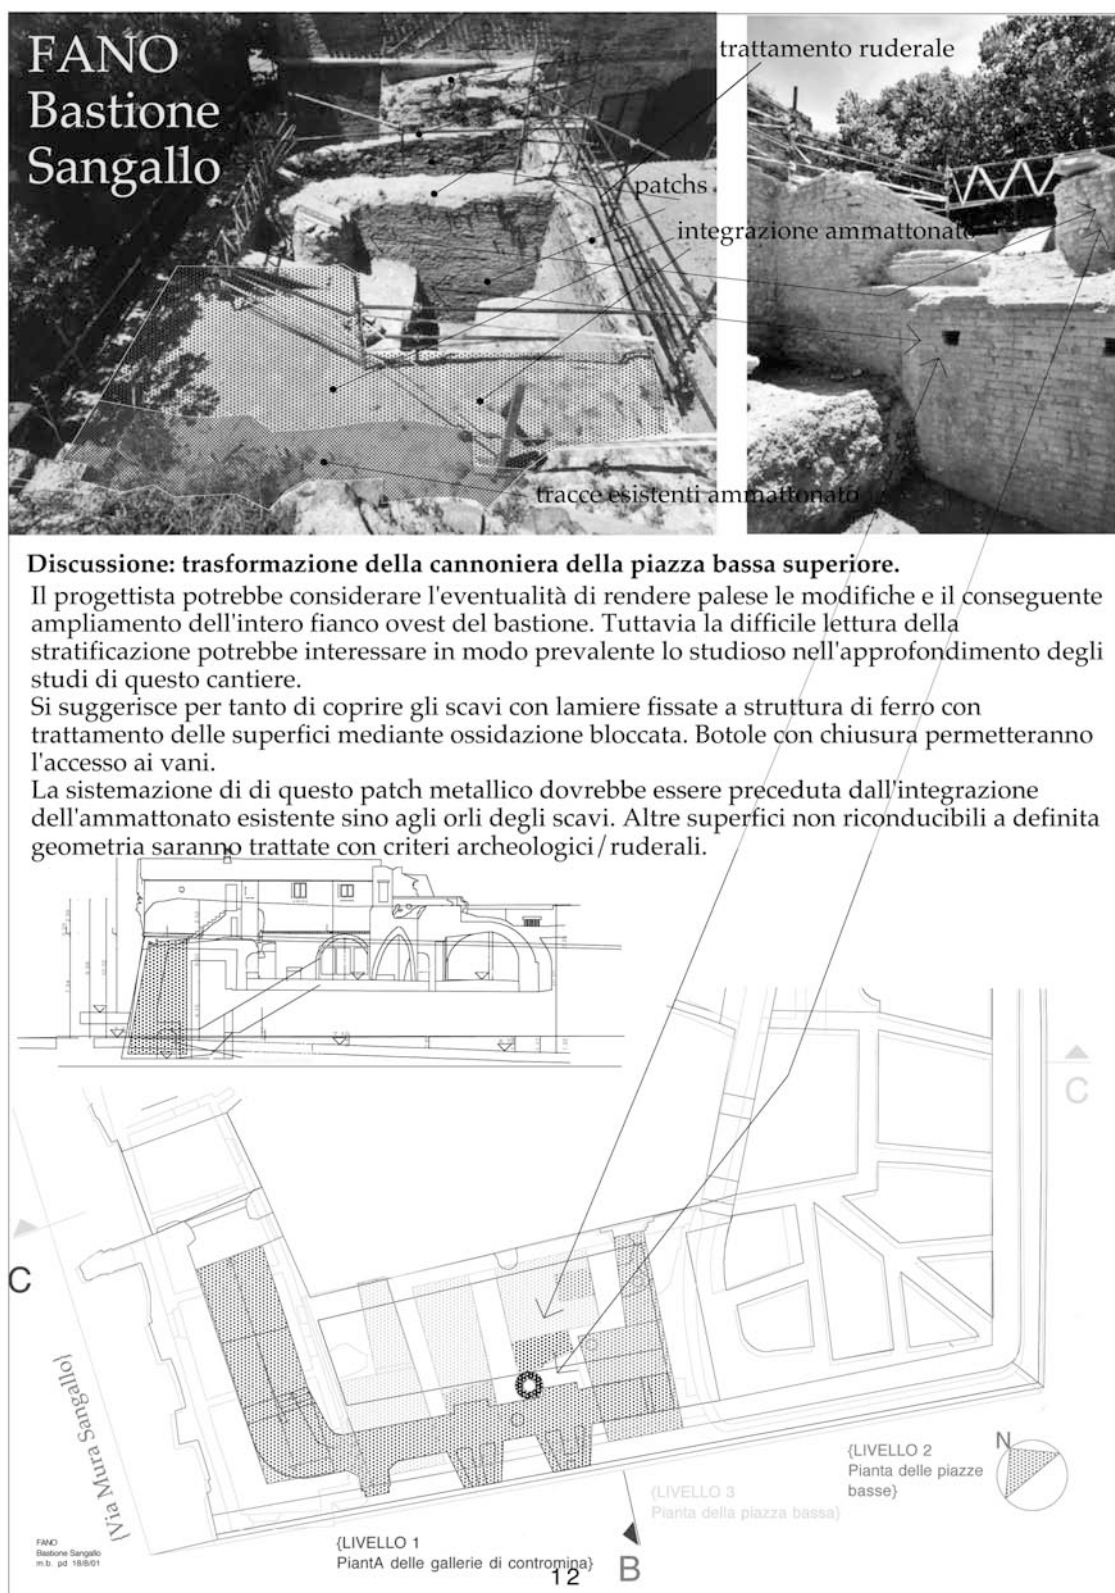 FANO
Bastione
Sangallo
trattamento ruderale
patchs
integrazione ammattonato
tracce esistenti ammattonato
Discussione: trasformazione della cannoniera della piazza bassa superiore.
Il progettista potrebbe considerare l'eventualità di rendere palese le modifiche e il conseguente
ampliamento dell'intero fianco ovest del bastione. Tuttavia la difficile lettura della
stratificazione potrebbe interessare in modo prevalente lo studioso nell'approfondimento degli
studi di questo cantiere.
Si suggerisce per tanto di coprire gli scavi con lamiere fissate a struttura di ferro con
trattamento delle superfici mediante ossidazione bloccata. Botole con chiusura permetteranno
l'accesso ai vani.
La sistemazione di di questo patch metallico dovrebbe essere preceduta dall'integrazione
dell'ammattonato esistente sino agli orli degli scavi. Altre superfici non riconducibili a definita
geometria saranno trattate con criteri archeologici/ruderali.
C
C
{Via Mura Sangallo}
N
{LIVELLO 2
Pianta delle piazze
basse}
{LIVELLO 3
Pianta della piazza bassa}
{LIVELLO 1
PiantA delle gallerie di contromina}
B
FANO
Bastione Sangallo
m.b. pd 18/8/01
12